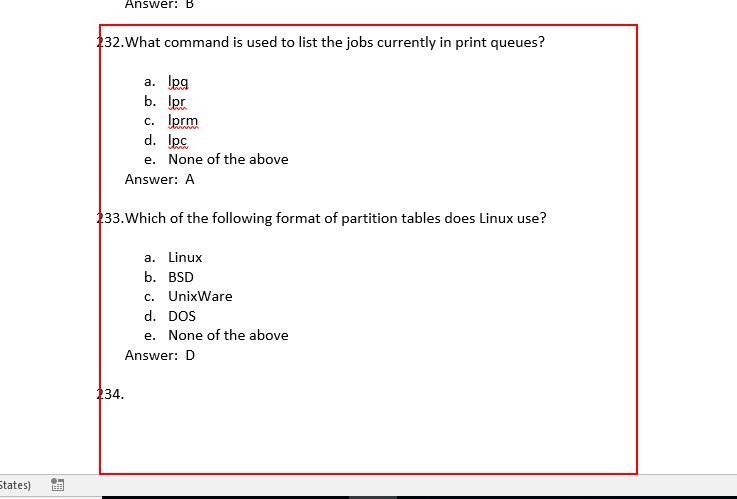 Answer: B
232.What command is used to list the jobs currently in print queues?
a. lpq
b. lpr
c. lprm
d. lpc
e. None of the above
Answer: A
233.Which of the following format of partition tables does Linux use?
a. Linux
b. BSD
c. UnixWare
d. DOS
e. None of the above
Answer: D
234.
States)